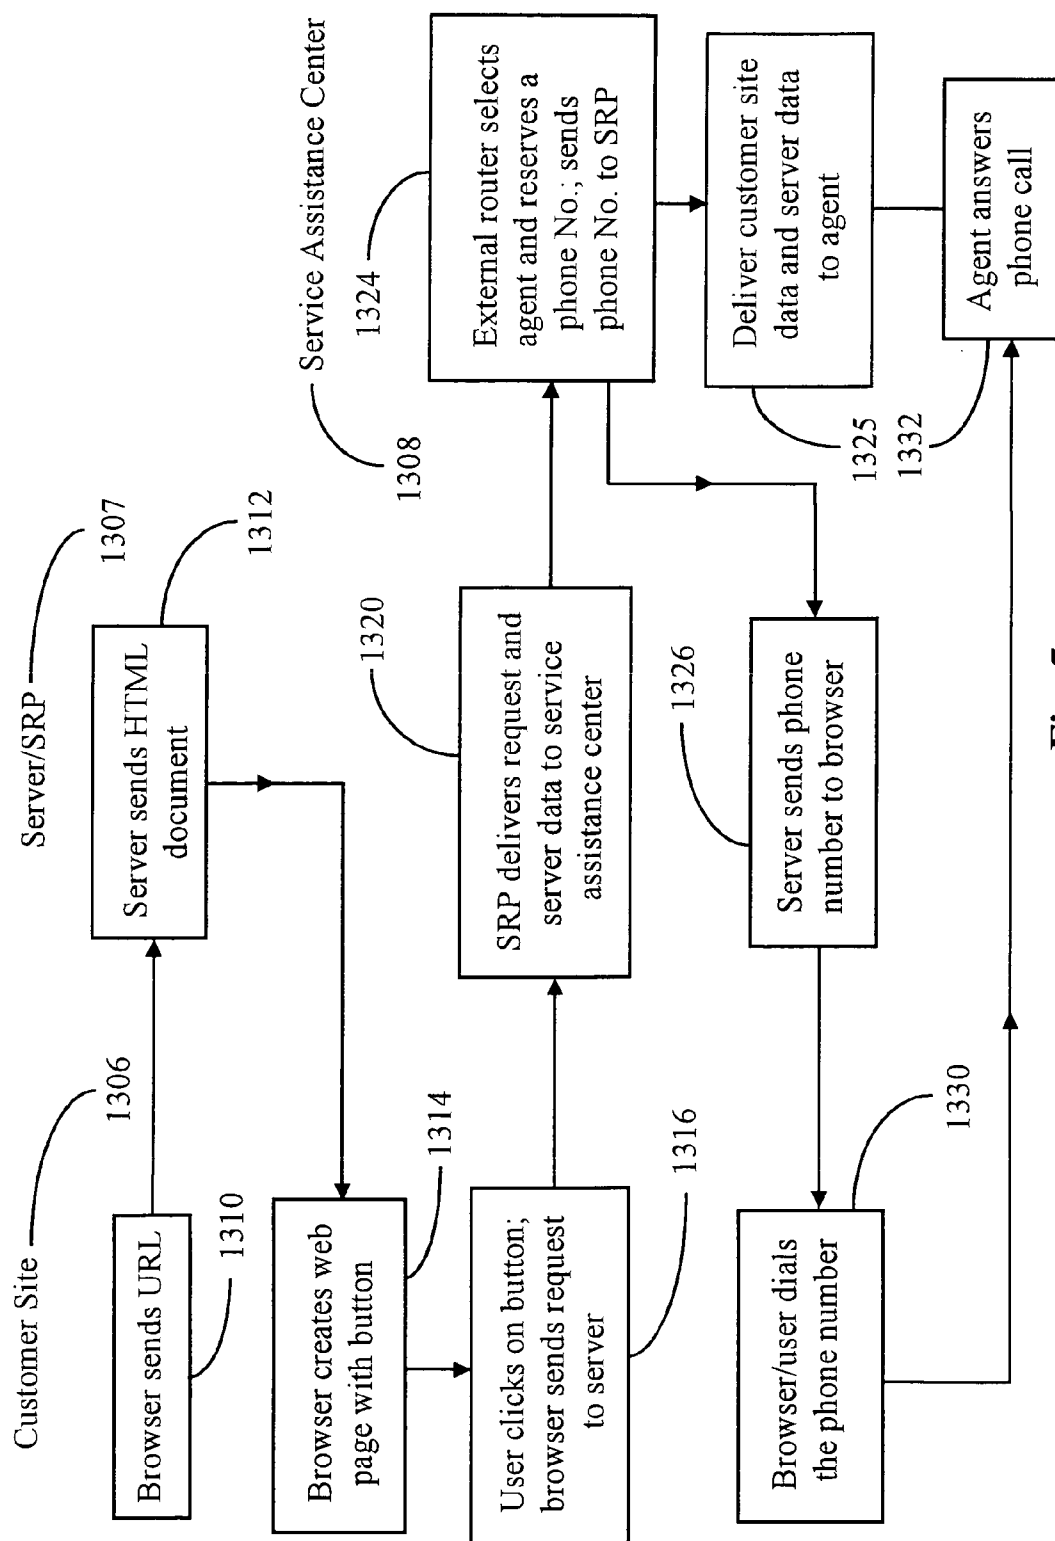 Customer Site
1306
Server/SRP
1307
Service Assistance Center
1308
Browser sends URL
1310
Server sends HTML
document
1312
Browser creates web
page with button
1314
User clicks on button;
browser sends request
to server
1316
SRP delivers request and
server data to service
assistance center
1320
External router selects
agent and reserves a
phone No.; sends
phone No. to SRP
1324
Deliver customer site
data and server data
to agent
1325
Server sends phone
number to browser
1326
Browser/user dials
the phone number
1330
Agent answers
phone call
1332